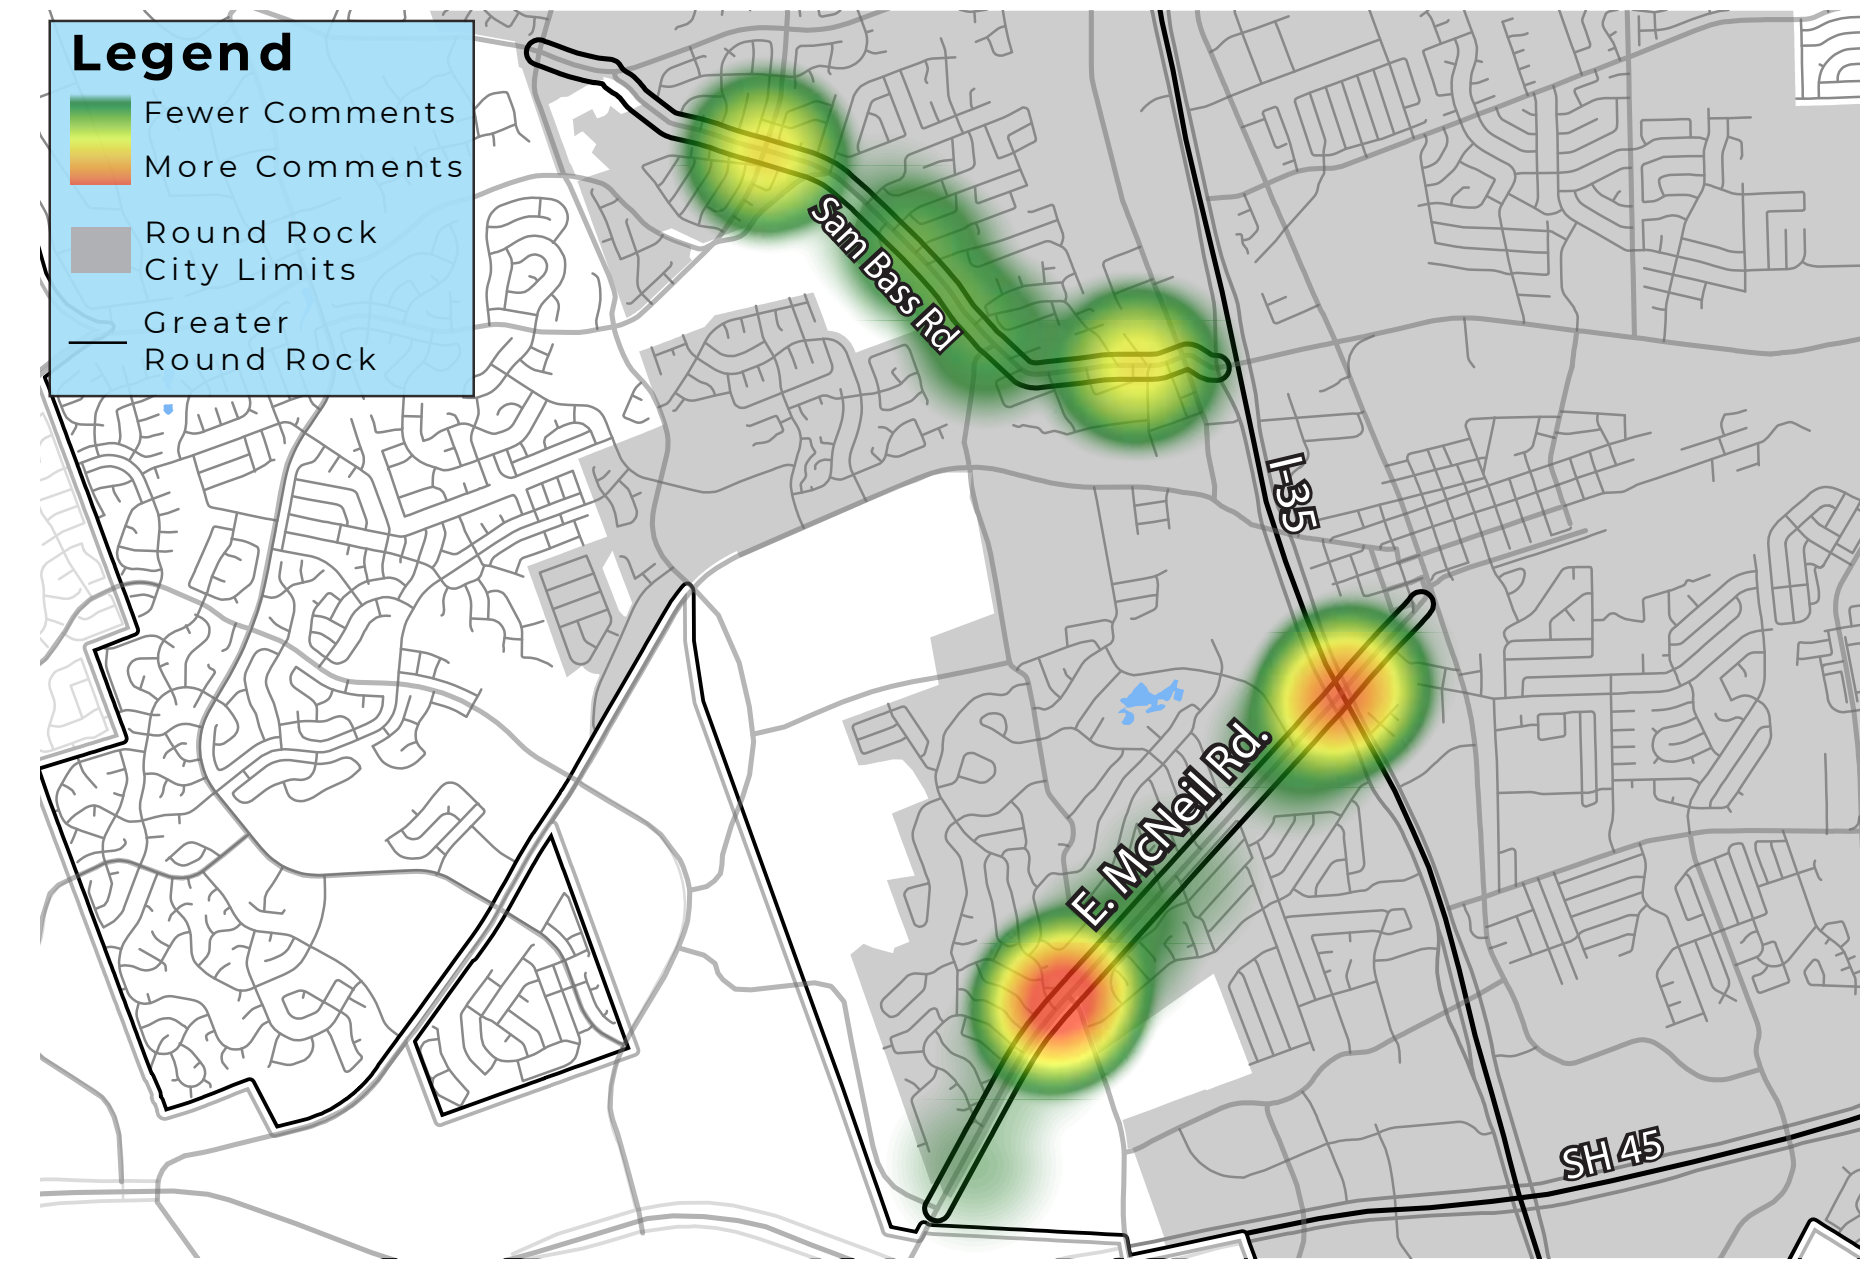 Legend
Fewer Comments
More Comments
Round Rock
City Limits
Greater
Round Rock
Sam Bass Rd
I-35
E. McNeil Rd.
SH 45